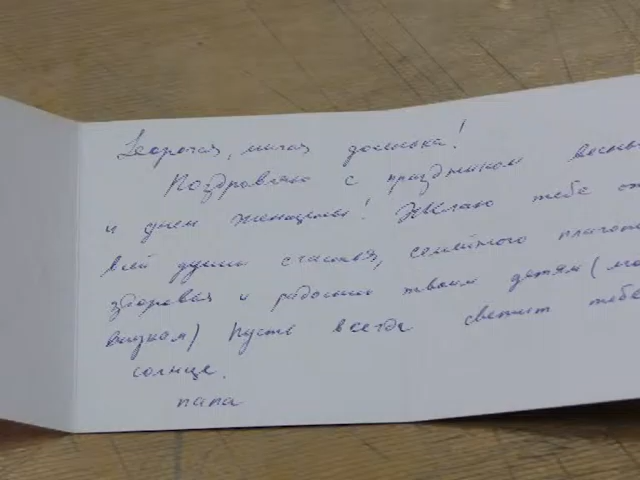 Дорогая, милая доченька!
Поздравляю с праздником весны
и днем женщины! Желаю тебе от
всей души счастья, семейного
здоровья и радости твоим детям (мо
внукам) Пусть всегда светит тебе
солнце.
папа